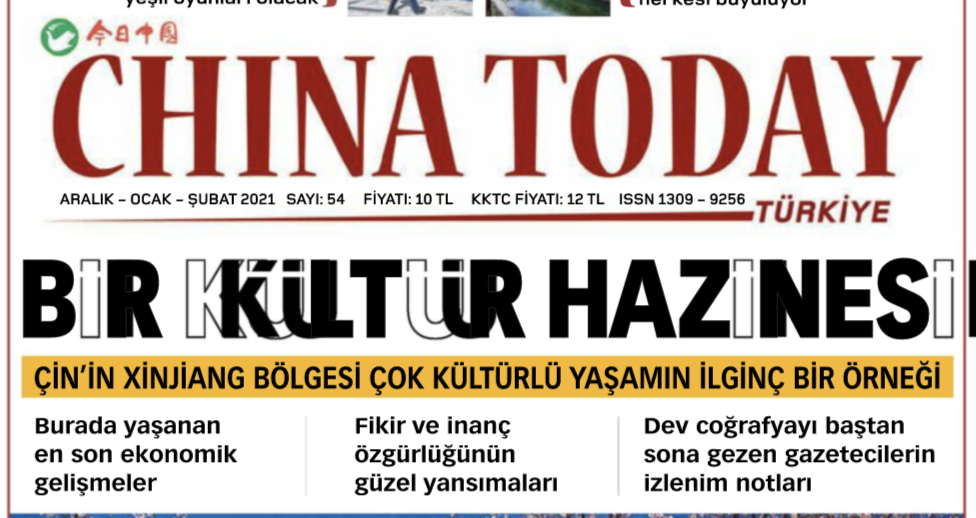 yeşil oyunları olacak
herkesi büyülüyor
今日中国
CHINA TODAY
ARALIK – OCAK – ŞUBAT 2021 SAYI: 54 FİYATI: 10 TL KKTC FİYATI: 12 TL ISSN 1309 – 9256
TÜRKİYE
BİR KÜLTÜR HAZİNESİ
ÇİN’İN XİNJİANG BÖLGESİ ÇOK KÜLTÜRLÜ YAŞAMIN İLGİNÇ BİR ÖRNEĞİ
Burada yaşanan
en son ekonomik
gelişmeler
Fikir ve inanç
özgürlüğünün
güzel yansımaları
Dev coğrafyayı baştan
sona gezen gazetecilerin
izlenim notları